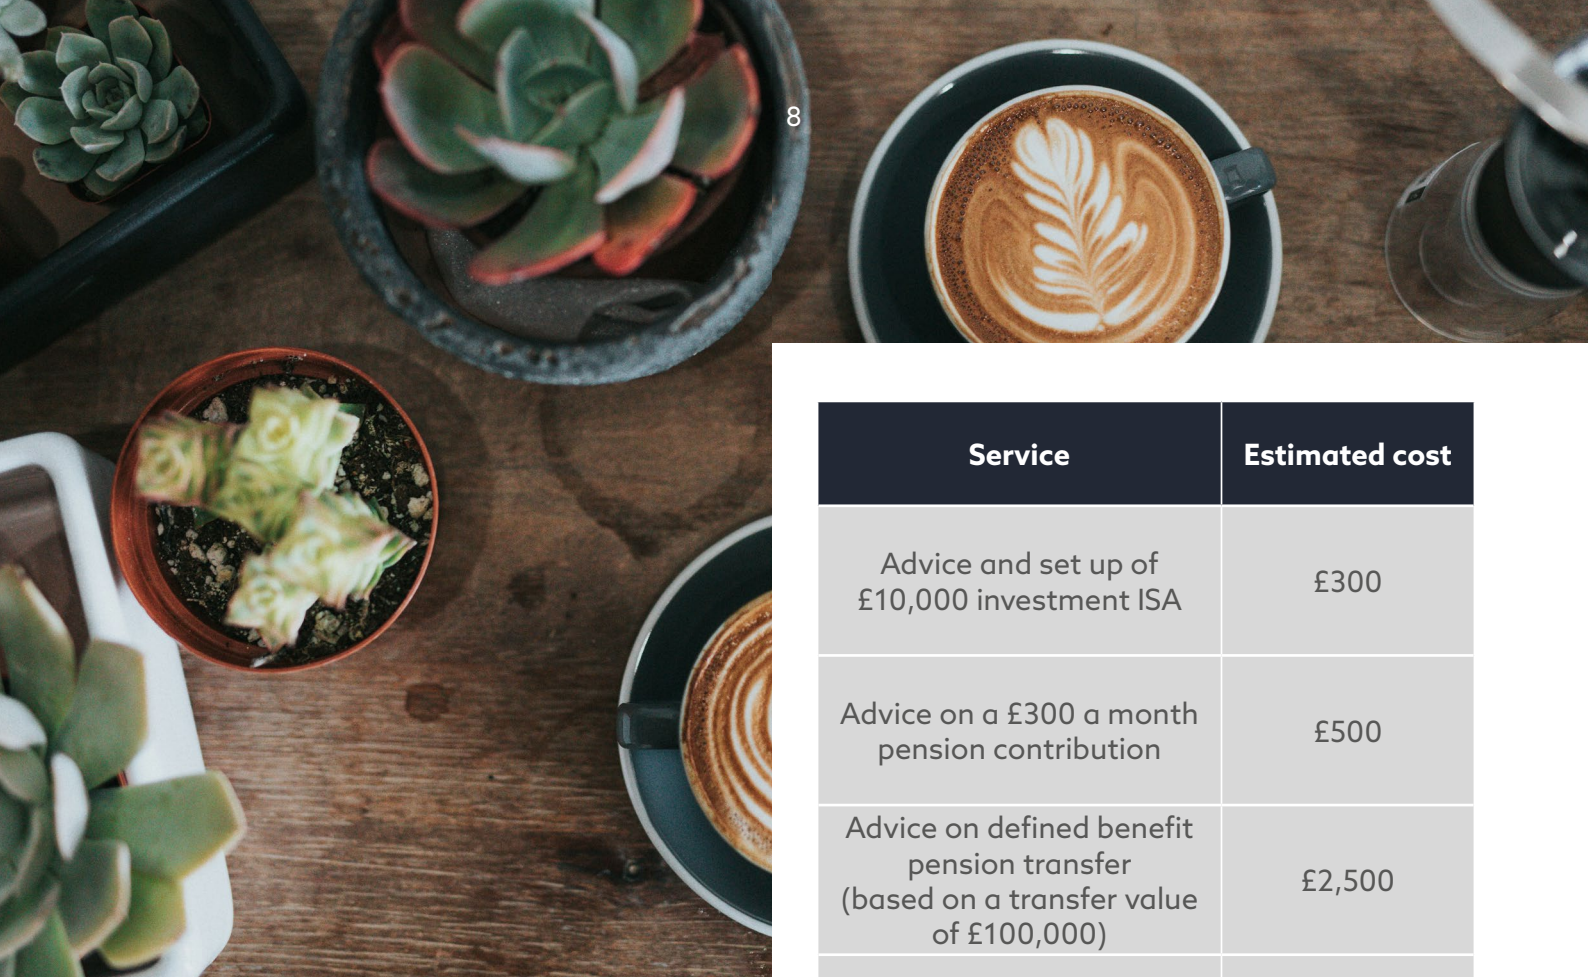 8
Service
Estimated cost
Advice and set up of
£10,000 investment ISA
£300
Advice on a £300 a month
pension contribution
£500
Advice on defined benefit
pension transfer
(based on a transfer value
of £100,000)
£2,500